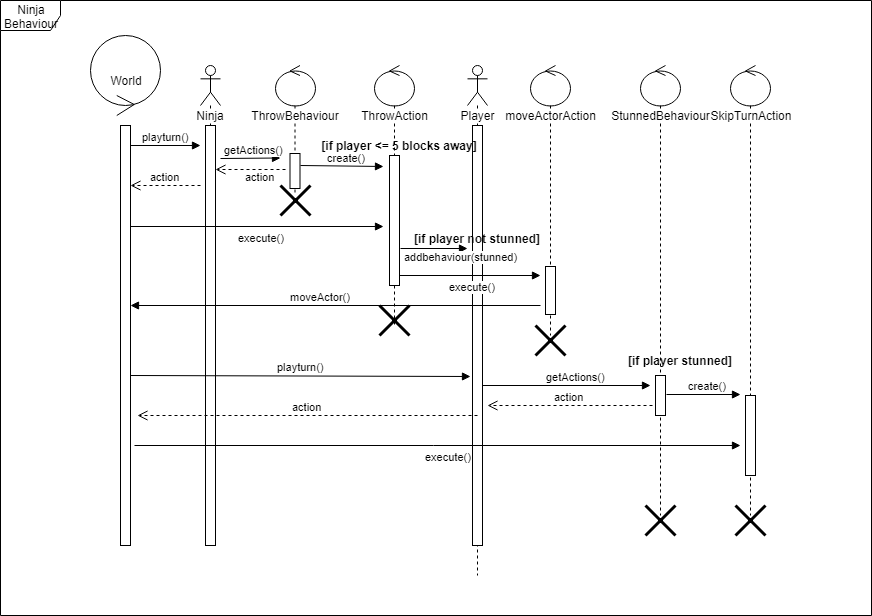 Ninja
Behaviour
World
Ninja
ThrowBehaviour
ThrowAction
Player
moveActorAction
StunnedBehaviour
SkipTurnAction
playturn()
getActions()
[if player <= 5 blocks away]
create()
action
action
execute()
[if player not stunned]
addbehaviour(stunned)
execute()
moveActor()
[if player stunned]
playturn()
getActions()
create()
action
action
execute()